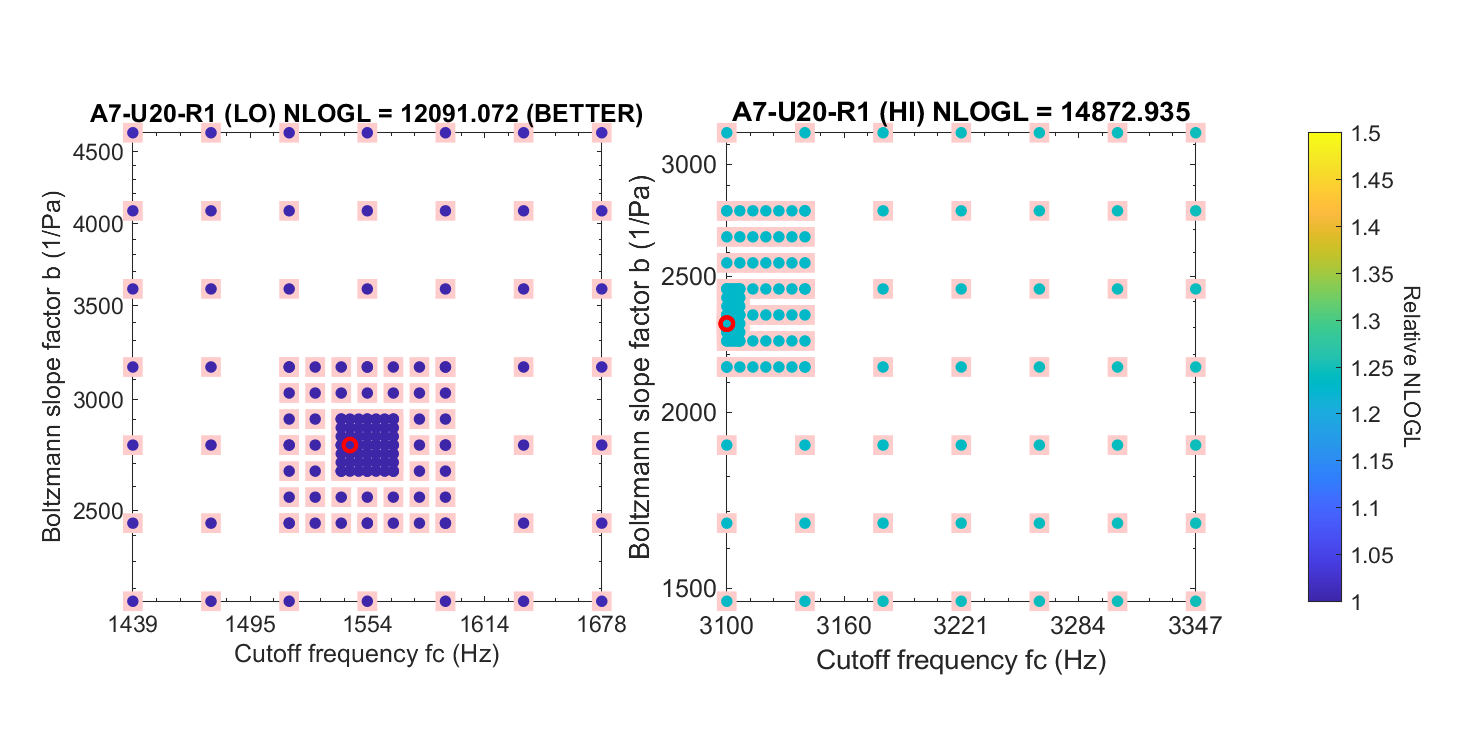 A7-U20-R1 (LO) NLOGL = 12091.072 (BETTER)
4500
4000
3500
3000
2500
Boltzmann slope factor b (1/Pa)
1439 1495 1554 1614 1678
Cutoff frequency fc (Hz)
A7-U20-R1 (HI) NLOGL = 14872.935
3000
2500
2000
1500
Boltzmann slope factor b (1/Pa)
3100 3160 3221 3284 3347
Cutoff frequency fc (Hz)
1.5
1.45
1.4
1.35
1.3
1.25
1.2
1.15
1.1
1.05
1
Relative NLOGL